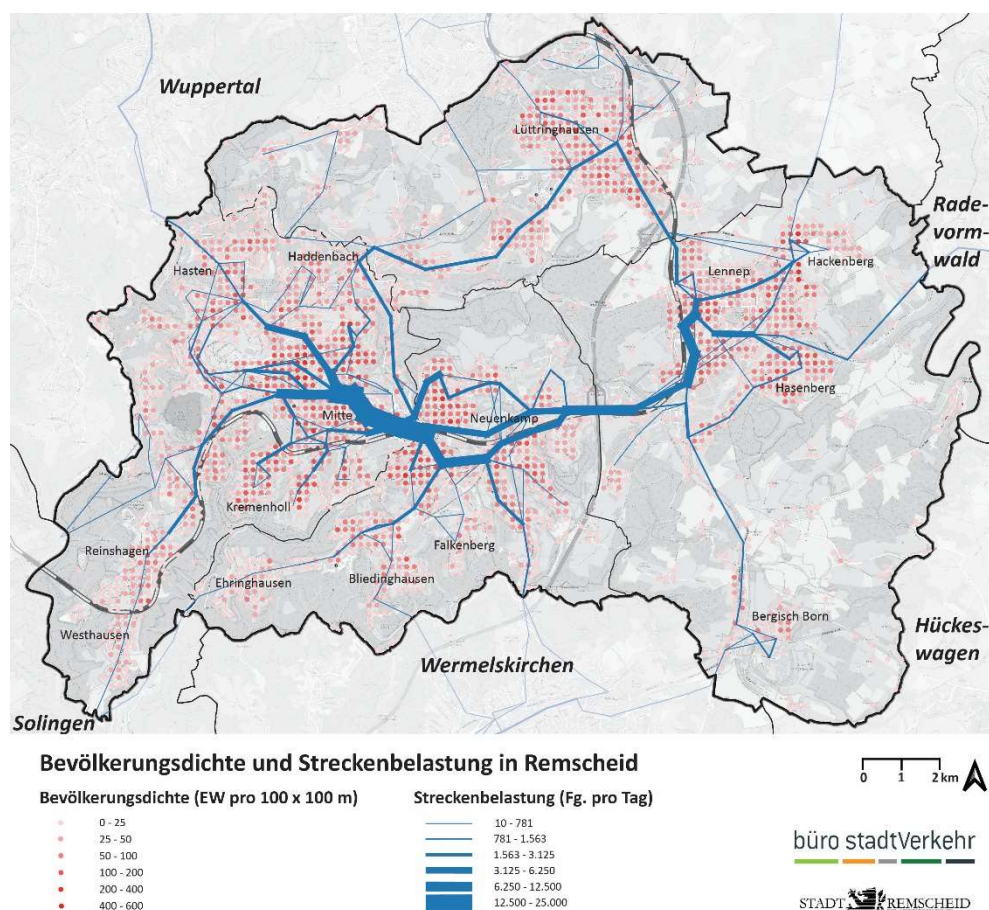 Wuppertal
Lüttringhausen
Rade-
vorm-
wald
Hasten
Haddenbach
Lennep
Hackenberg
Hasenberg
Mitte
Neuenkamp
Kremenholl
Reinshagen
Falkenberg
Ehringhausen
Bliedinghausen
Bergisch Born
Westhausen
Hückes-
wagen
Wermelskirchen
Solingen
Bevölkerungsdichte und Streckenbelastung in Remscheid
0 1 2 km
Bevölkerungsdichte (EW pro 100 x 100 m)
0 - 25
25 - 50
50 - 100
100 - 200
200 - 400
400 - 600
Streckenbelastung (Fg. pro Tag)
10 - 781
781 - 1.563
1.563 - 3.125
3.125 - 6.250
6.250 - 12.500
12.500 - 25.000
büro stadtVerkehr
STADT REMSCHEID